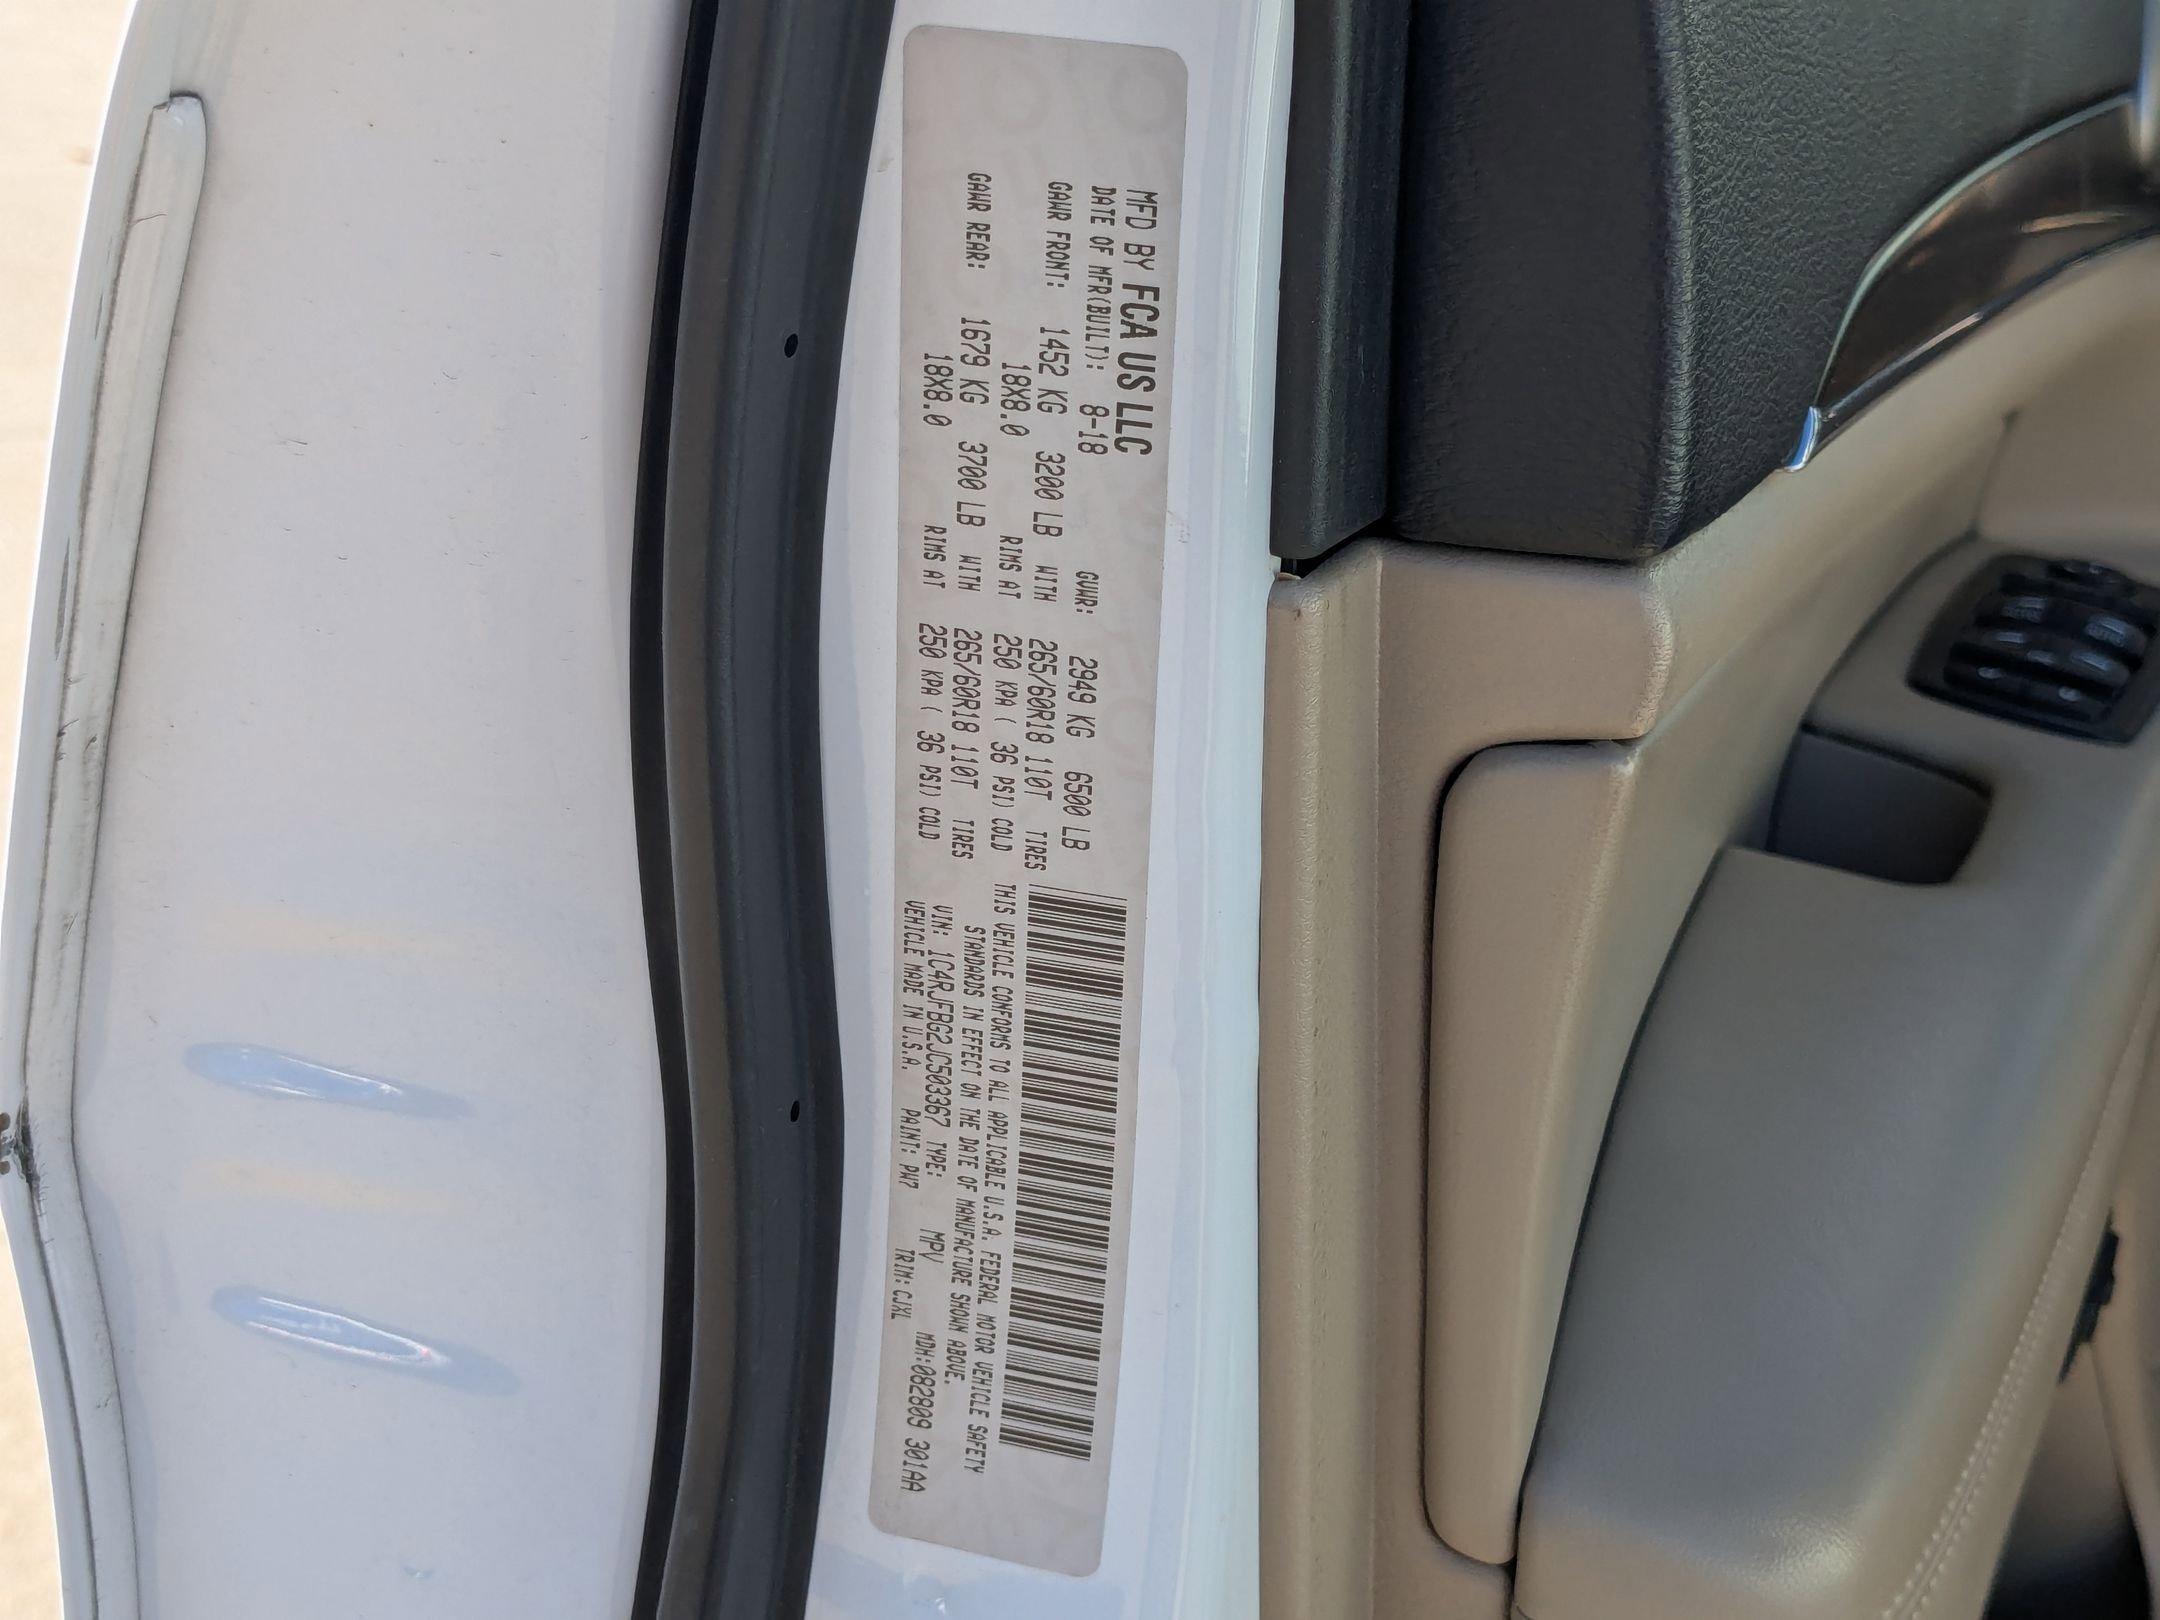 MFD BY FCA US LLC
DATE OF MFR(BUILT): 8-18 GVWR: 2949 KG 6500 LB
GAWR FRONT: 1452 KG 3200 LB WITH 265/60R18 110T TIRES
18X8.0 RIMS AT 250 KPA ( 36 PSI) COLD
GAWR REAR: 1679 KG 3700 LB WITH 265/60R18 110T TIRES
18X8.0 RIMS AT 250 KPA ( 36 PSI) COLD
THIS VEHICLE CONFORMS TO ALL APPLICABLE U.S.A. FEDERAL MOTOR VEHICLE SAFETY
STANDARDS IN EFFECT ON THE DATE OF MANUFACTURE SHOWN ABOVE.
VIN: 1C4RJFBG2JC503367 TYPE: MPV MDH:082809 301AA
VEHICLE MADE IN U.S.A. PAINT: PW7 TRIM:CJXL